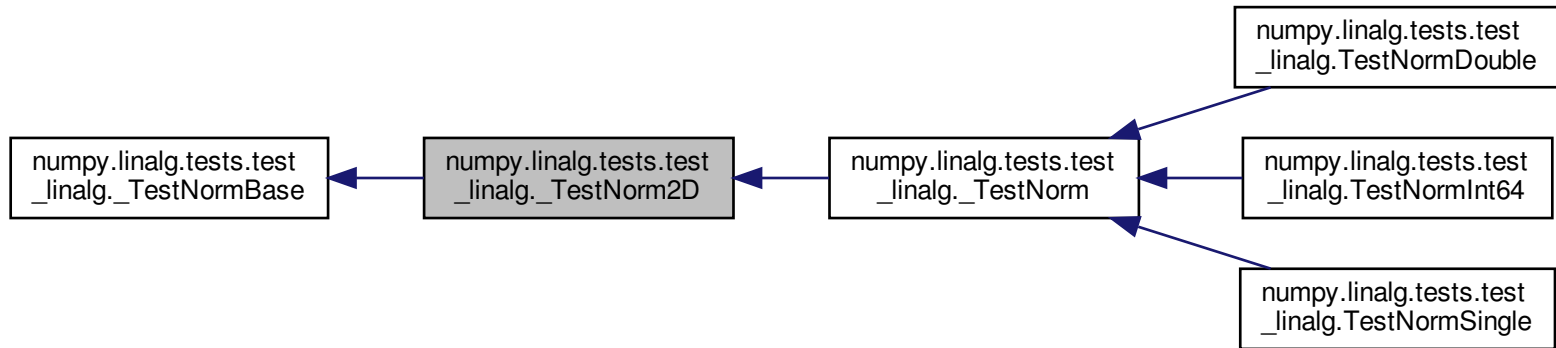 numpy.linalg.tests.test
_linalg._TestNormBase
numpy.linalg.tests.test
_linalg._TestNorm2D
numpy.linalg.tests.test
_linalg._TestNorm
numpy.linalg.tests.test
_linalg.TestNormDouble
numpy.linalg.tests.test
_linalg.TestNormInt64
numpy.linalg.tests.test
_linalg.TestNormSingle